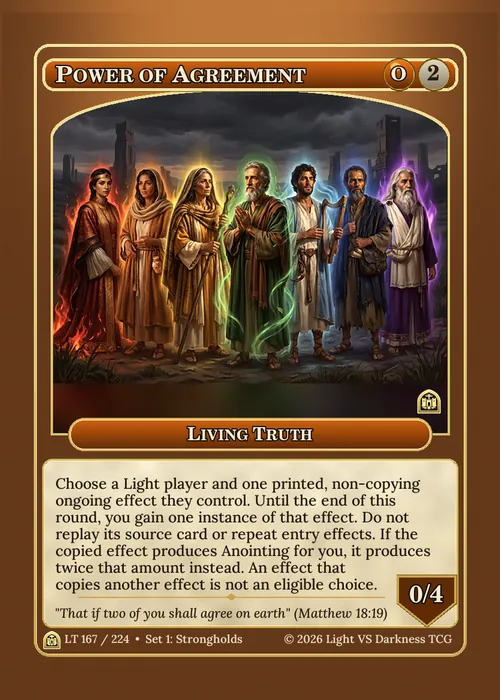 Power of Agreement
O 2
Living Truth
Choose a Light player and one printed, non-copying
ongoing effect they control. Until the end of this
round, you gain one instance of that effect. Do not
replay its source card or repeat entry effects. If the
copied effect produces Anointing for you, it produces
twice that amount instead. An effect that
copies another effect is not an eligible choice.
0/4
"That if two of you shall agree on earth" (Matthew 18:19)
LT 167 / 224 • Set 1: Strongholds © 2026 Light VS Darkness TCG